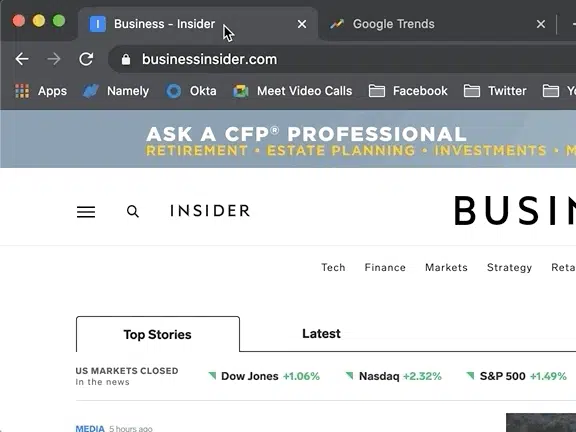 I Business - Insider
Google Trends
businessinsider.com
Apps Namely Okta Meet Video Calls Facebook Twitter
ASK A CFP® PROFESSIONAL
RETIREMENT • ESTATE PLANNING • INVESTMENTS • M
INSIDER
BUSIN
Tech Finance Markets Strategy Reta
Top Stories Latest
US MARKETS CLOSED
In the news
Dow Jones +1.06% Nasdaq +2.32% S&P 500 +1.49%
MEDIA 5 hours ago